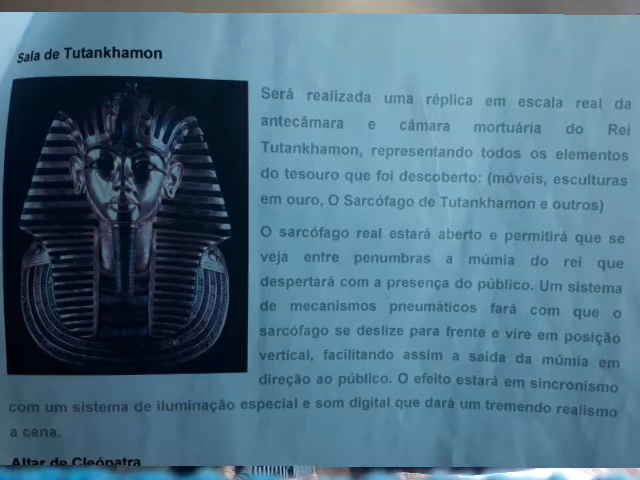 Sala de Tutankhamon
Será realizada uma réplica em escala real da
antecâmara e câmara mortuária do Rei
Tutankhamon, representando todos os elementos
do tesouro que foi descoberto: (móveis, esculturas
em ouro, O Sarcófago de Tutankhamon e outros)
O sarcófago real estará aberto e permitirá que se
veja entre penumbras a múmia do rei que
despertará com a presença do público. Um sistema
de mecanismos pneumáticos fará com que o
sarcófago se deslize para frente e vire em posição
vertical, facilitando assim a saida da múmia em
direção ao público. O efeito estará em sincronismo
com um sistema de iluminação especial e som digital que dará um tremendo realismo
a cena.
Altar de Cleópatra